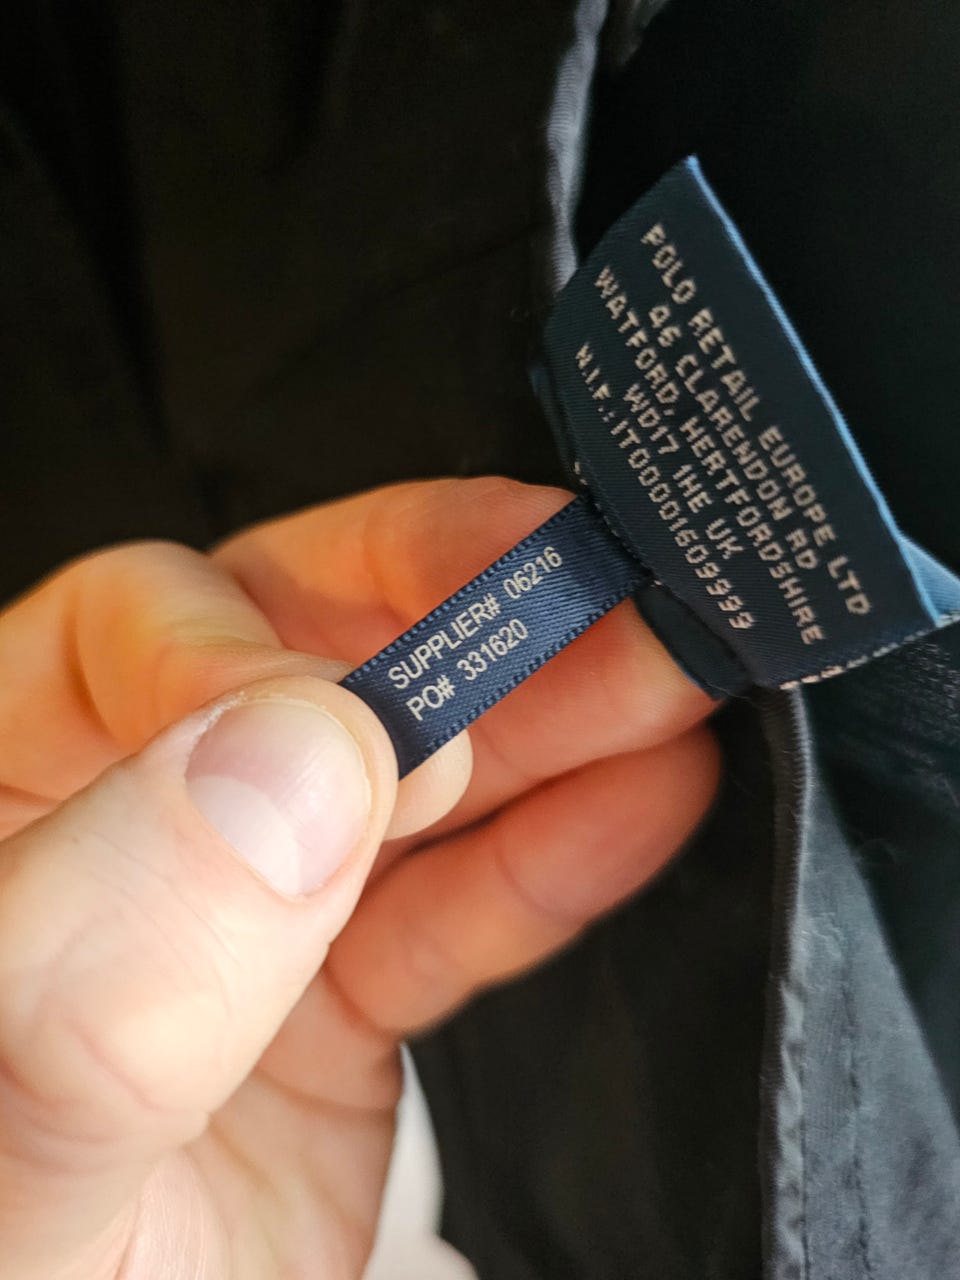 POLO RETAIL EUROPE LTD
46 CLARENDON RD
WATFORD, HERTFORDSHIRE
WD17 1HE UK
N.I.F.:IT00001609999
SUPPLIER# 06216
PO# 331620